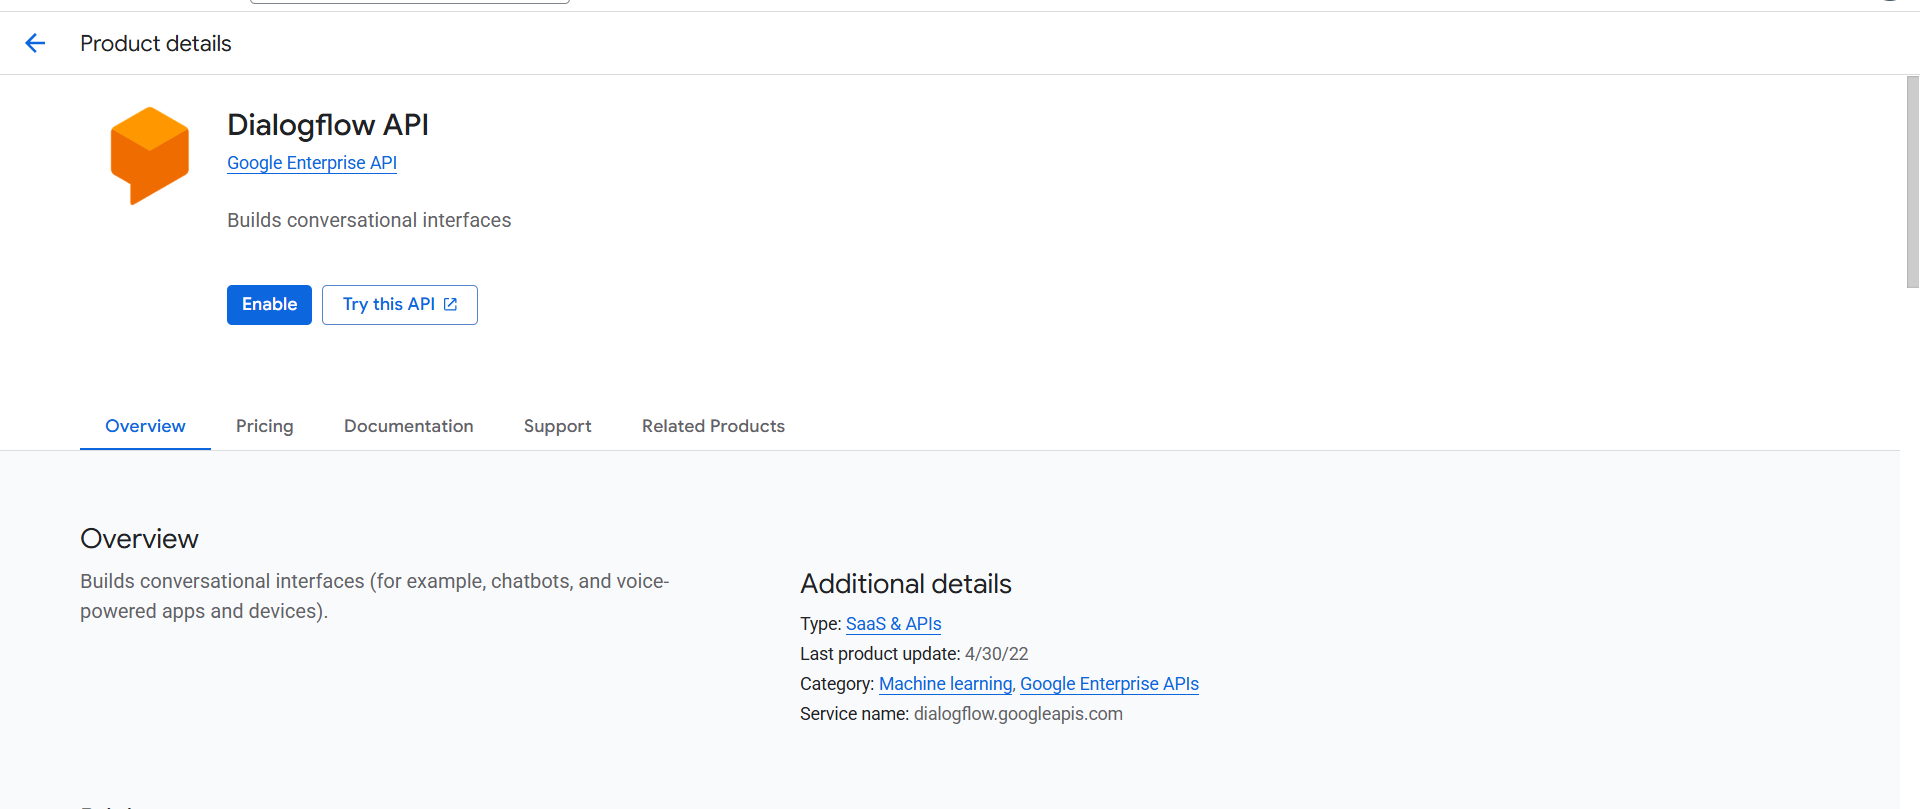 Product details
Dialogflow API
Google Enterprise API
Builds conversational interfaces
Enable
Try this API
Overview Pricing Documentation Support Related Products
Overview
Builds conversational interfaces (for example, chatbots, and voice-
powered apps and devices).
Additional details
Type: SaaS & APIs
Last product update: 4/30/22
Category: Machine learning, Google Enterprise APIs
Service name: dialogflow.googleapis.com